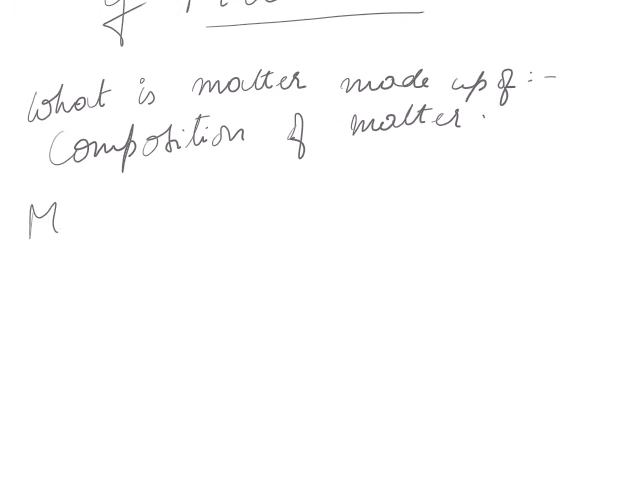 What is matter made up of :-
Composition of matter.
M